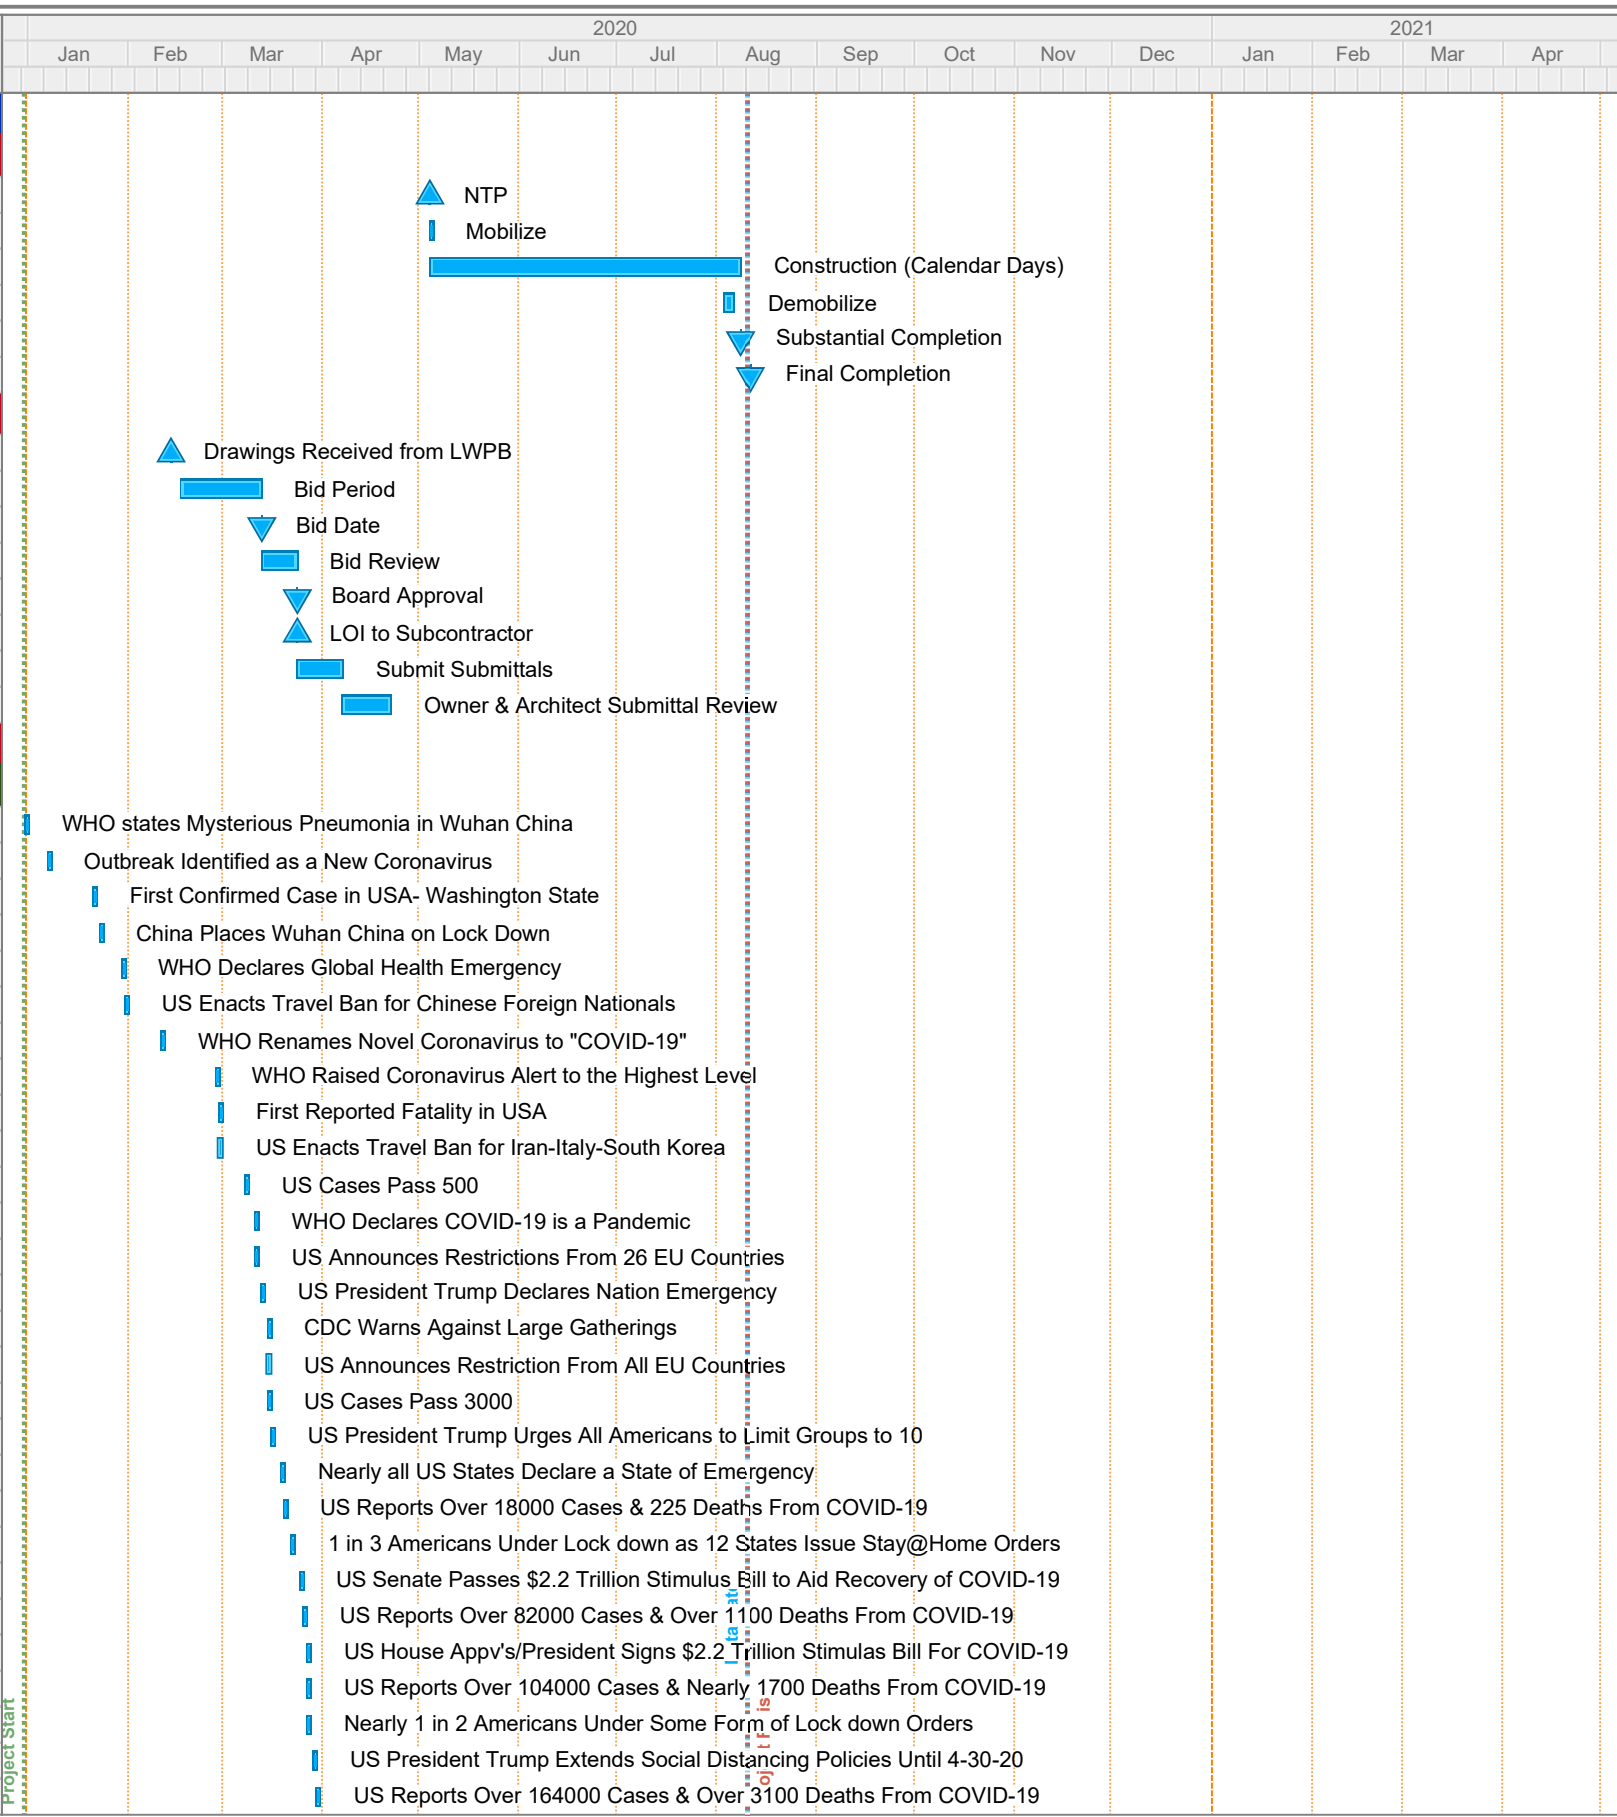 2020 2021
Jan Feb Mar Apr May Jun Jul Aug Sep Oct Nov Dec Jan Feb Mar Apr
NTP
Mobilize
Construction (Calendar Days)
Demobilize
Substantial Completion
Final Completion
Drawings Received from LWPB
Bid Period
Bid Date
Bid Review
Board Approval
LOI to Subcontractor
Submit Submittals
Owner & Architect Submittal Review
WHO states Mysterious Pneumonia in Wuhan China
Outbreak Identified as a New Coronavirus
First Confirmed Case in USA- Washington State
China Places Wuhan China on Lock Down
WHO Declares Global Health Emergency
US Enacts Travel Ban for Chinese Foreign Nationals
WHO Renames Novel Coronavirus to "COVID-19"
WHO Raised Coronavirus Alert to the Highest Level
First Reported Fatality in USA
US Enacts Travel Ban for Iran-Italy-South Korea
US Cases Pass 500
WHO Declares COVID-19 is a Pandemic
US Announces Restrictions From 26 EU Countries
US President Trump Declares Nation Emergency
CDC Warns Against Large Gatherings
US Announces Restriction From All EU Countries
US Cases Pass 3000
US President Trump Urges All Americans to Limit Groups to 10
Nearly all US States Declare a State of Emergency
US Reports Over 18000 Cases & 225 Deaths From COVID-19
1 in 3 Americans Under Lock down as 12 States Issue Stay@Home Orders
US Senate Passes $2.2 Trillion Stimulus Bill to Aid Recovery of COVID-19
US Reports Over 82000 Cases & Over 1100 Deaths From COVID-19
US House Appv's/President Signs $2.2 Trillion Stimulas Bill For COVID-19
US Reports Over 104000 Cases & Nearly 1700 Deaths From COVID-19
Nearly 1 in 2 Americans Under Some Form of Lock down Orders
US President Trump Extends Social Distancing Policies Until 4-30-20
US Reports Over 164000 Cases & Over 3100 Deaths From COVID-19
Project Start